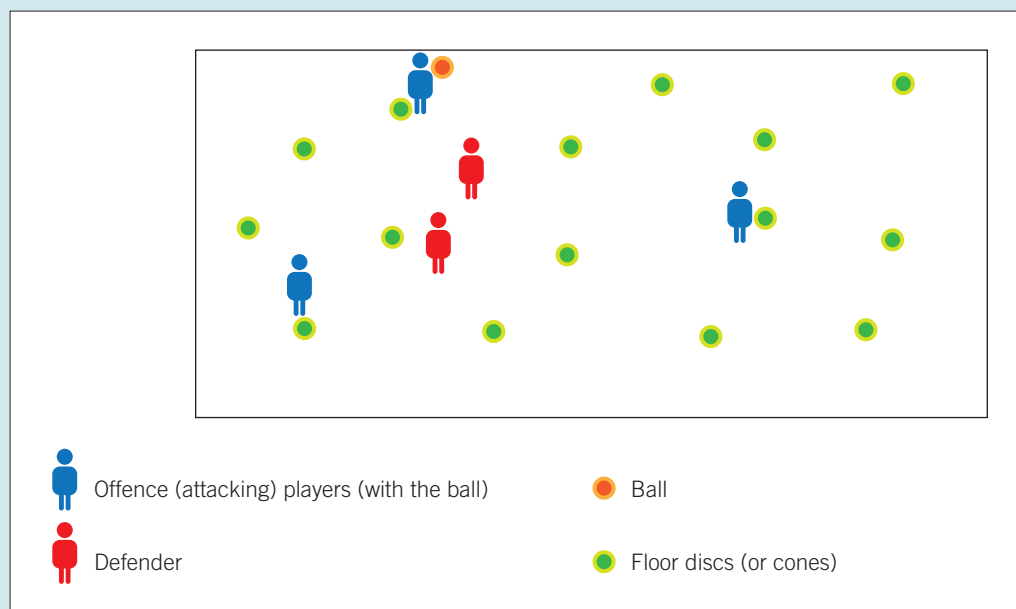 Offence (attacking) players (with the ball)
Ball
Defender
Floor discs (or cones)